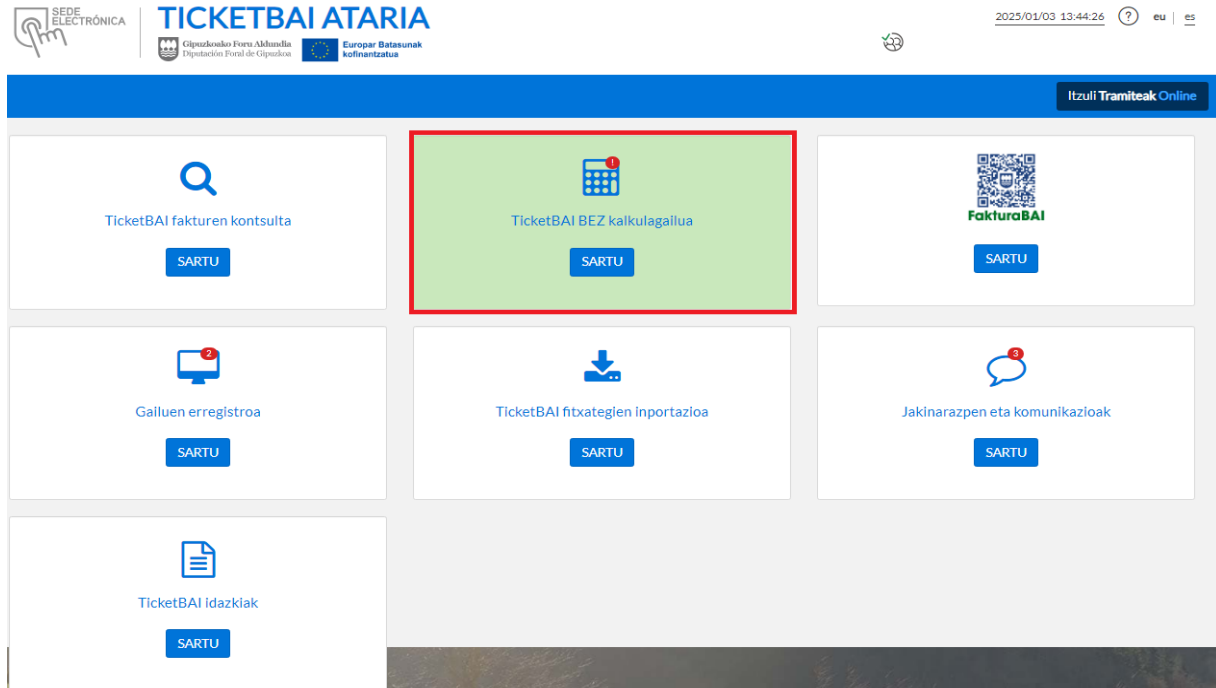 SEDE
ELECTRÓNICA
TICKETBAI ATARIA
Gipuzkoako Foru Aldundia
Diputación Foral de Gipuzkoa
Europar Batasunak
kofinantzatua
2025/01/03 13:44:26 ? eu | es
Itzuli Tramiteak Online
TicketBAI fakturen kontsulta
SARTU
!
TicketBAI BEZ kalkulagailua
SARTU
FakturaBAI
SARTU
2
Gailuen erregistroa
SARTU
TicketBAI fitxategien inportazioa
SARTU
3
Jakinarazpen eta komunikazioak
SARTU
TicketBAI idazkiak
SARTU